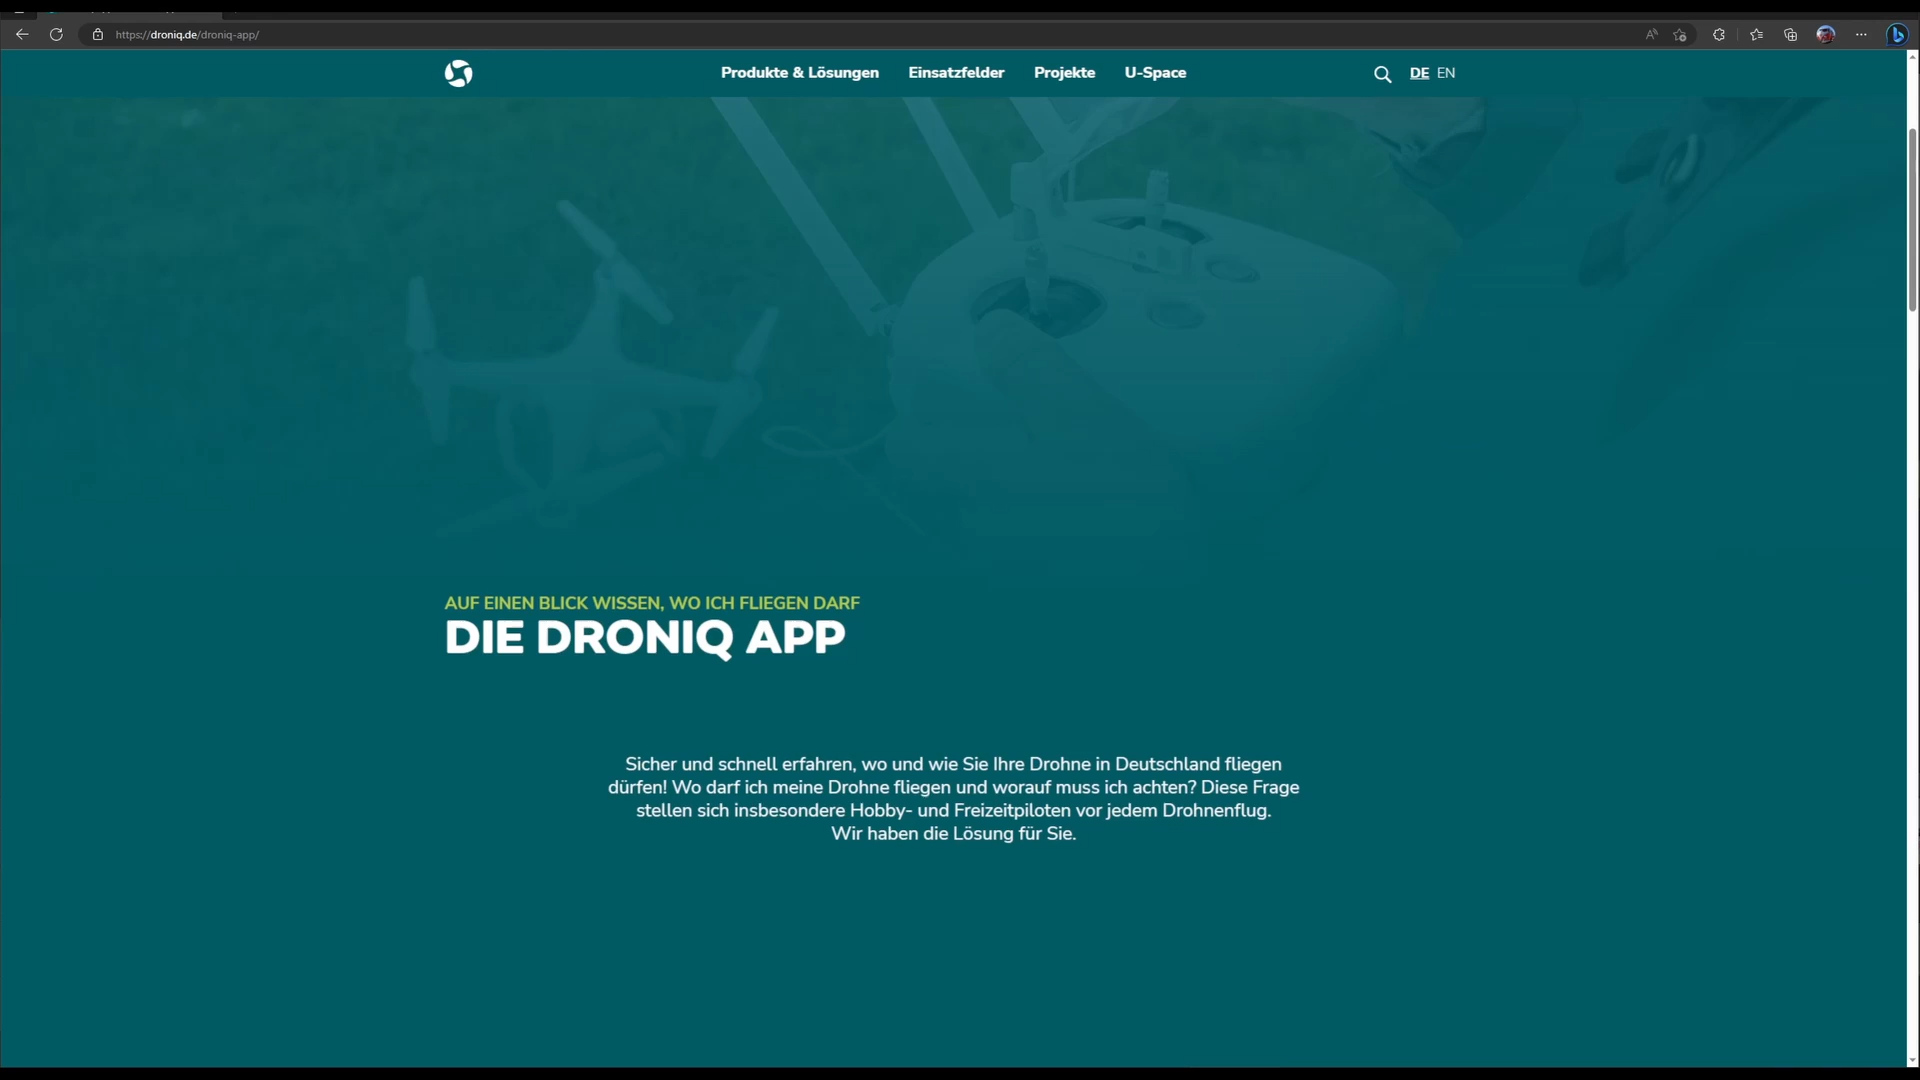 https://droniq.de/droniq-app/
Produkte & Lösungen Einsatzfelder Projekte U-Space DE EN
AUF EINEN BLICK WISSEN, WO ICH FLIEGEN DARF
DIE DRONIQ APP
Sicher und schnell erfahren, wo und wie Sie Ihre Drohne in Deutschland fliegen
dürfen! Wo darf ich meine Drohne fliegen und worauf muss ich achten? Diese Frage
stellen sich insbesondere Hobby- und Freizeitpiloten vor jedem Drohnenflug.
Wir haben die Lösung für Sie.